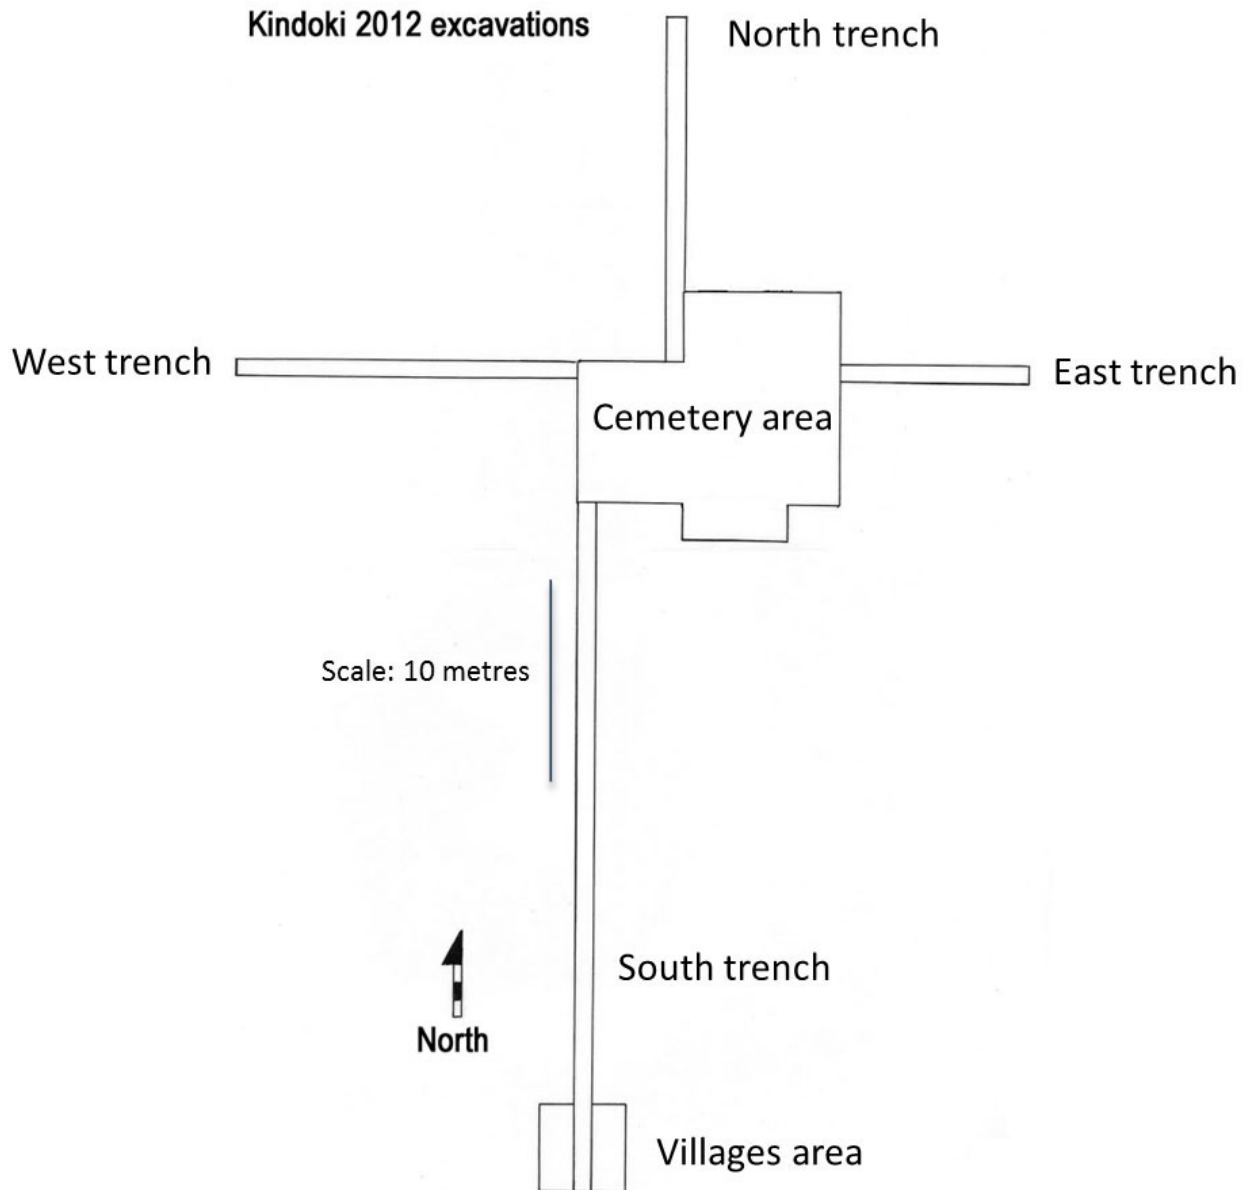 Kindoki 2012 excavations
North trench
West trench
East trench
Cemetery area
Scale: 10 metres
South trench
North
Villages area